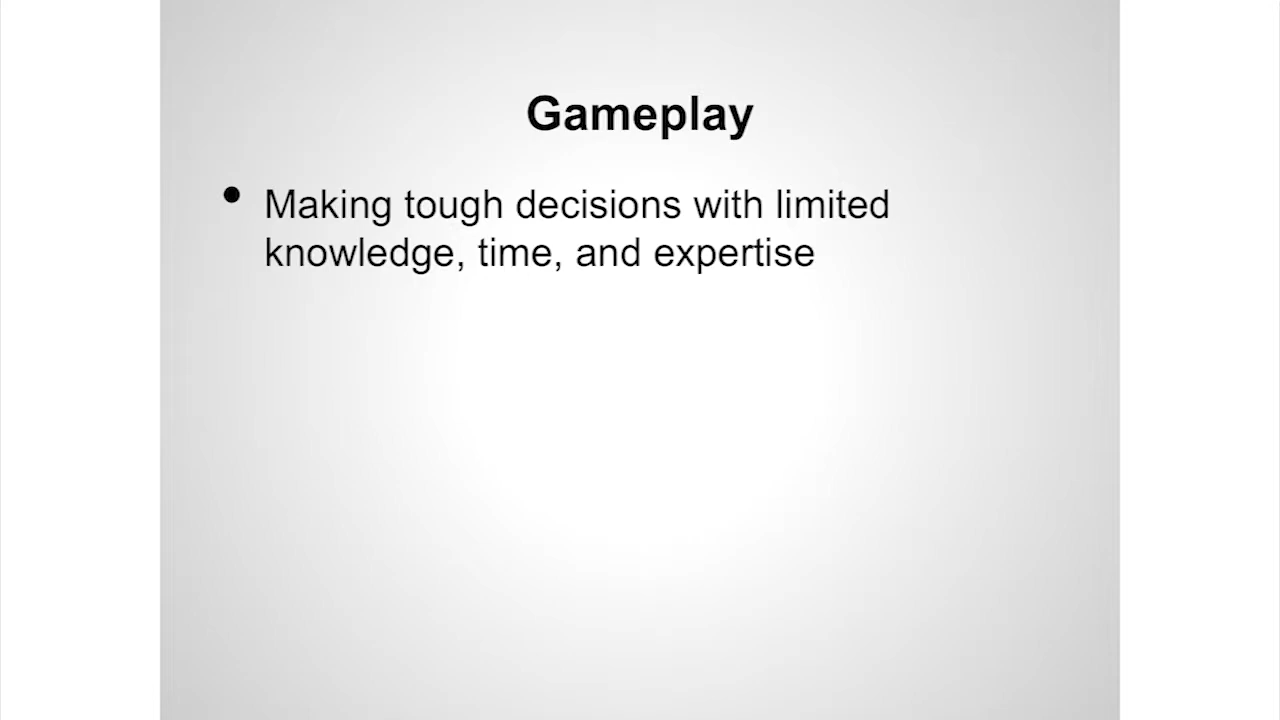 Gameplay
• Making tough decisions with limited
knowledge, time, and expertise